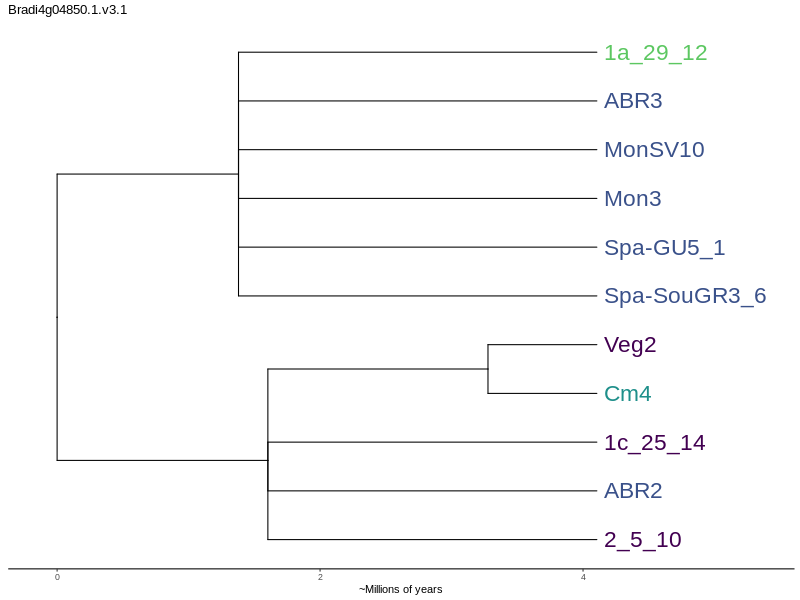 Bradi4g04850.1.v3.1
1a_29_12
ABR3
MonSV10
Mon3
Spa-GU5_1
Spa-SouGR3_6
Veg2
Cm4
1c_25_14
ABR2
2_5_10
0 2 4
~Millions of years